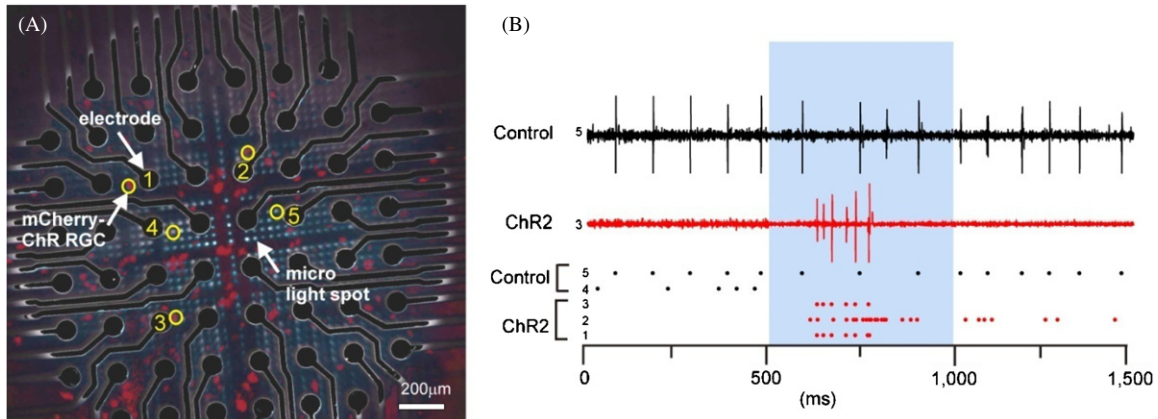 (A)
electrode
1
2
mCherry-
ChR RGC
4
5
micro
light spot
3
200μm
(B)
Control 5
ChR2 3
Control 5
4
ChR2 3
2
1
0 500 1,000 1,500
(ms)